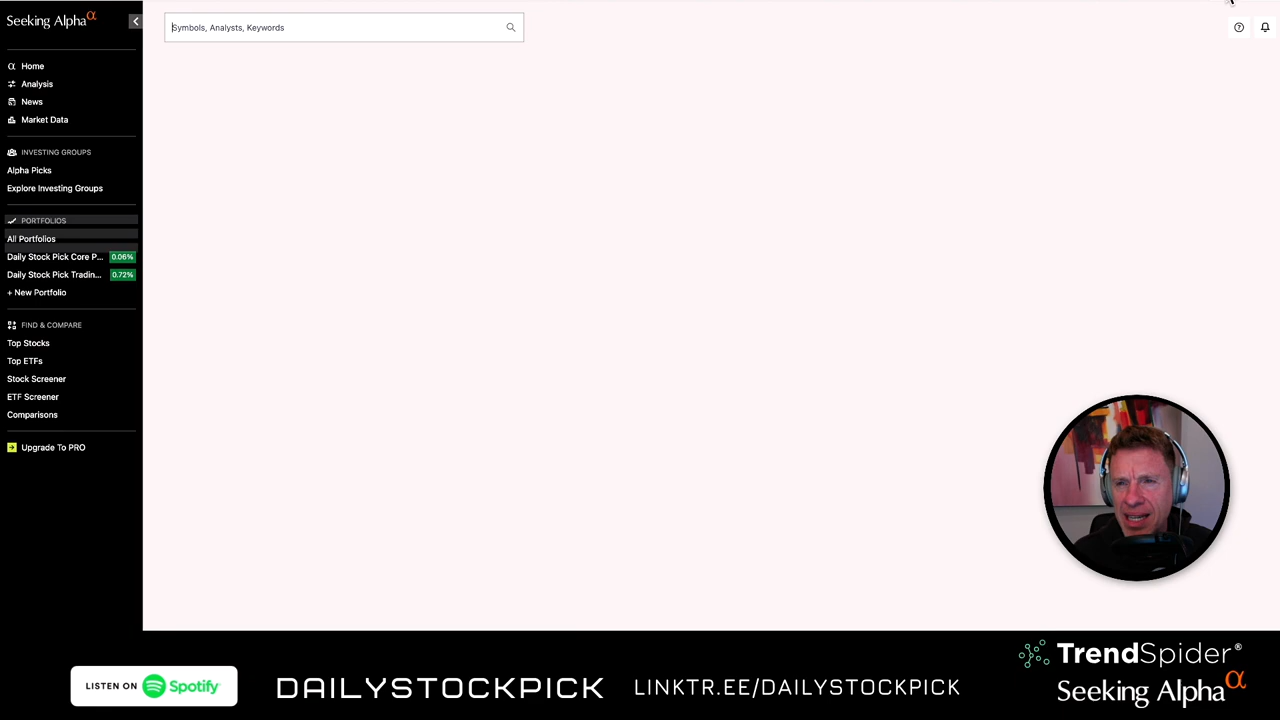 Seeking Alpha α
Symbols, Analysts, Keywords
Home
Analysis
News
Market Data
INVESTING GROUPS
Alpha Picks
Explore Investing Groups
PORTFOLIOS
All Portfolios
Daily Stock Pick Core P... 0.06%
Daily Stock Pick Tradin... 0.72%
+ New Portfolio
FIND & COMPARE
Top Stocks
Top ETFs
Stock Screener
ETF Screener
Comparisons
Upgrade To PRO
LISTEN ON Spotify
DAILYSTOCKPICK
LINKTR.EE/DAILYSTOCKPICK
TrendSpider®
Seeking Alpha α